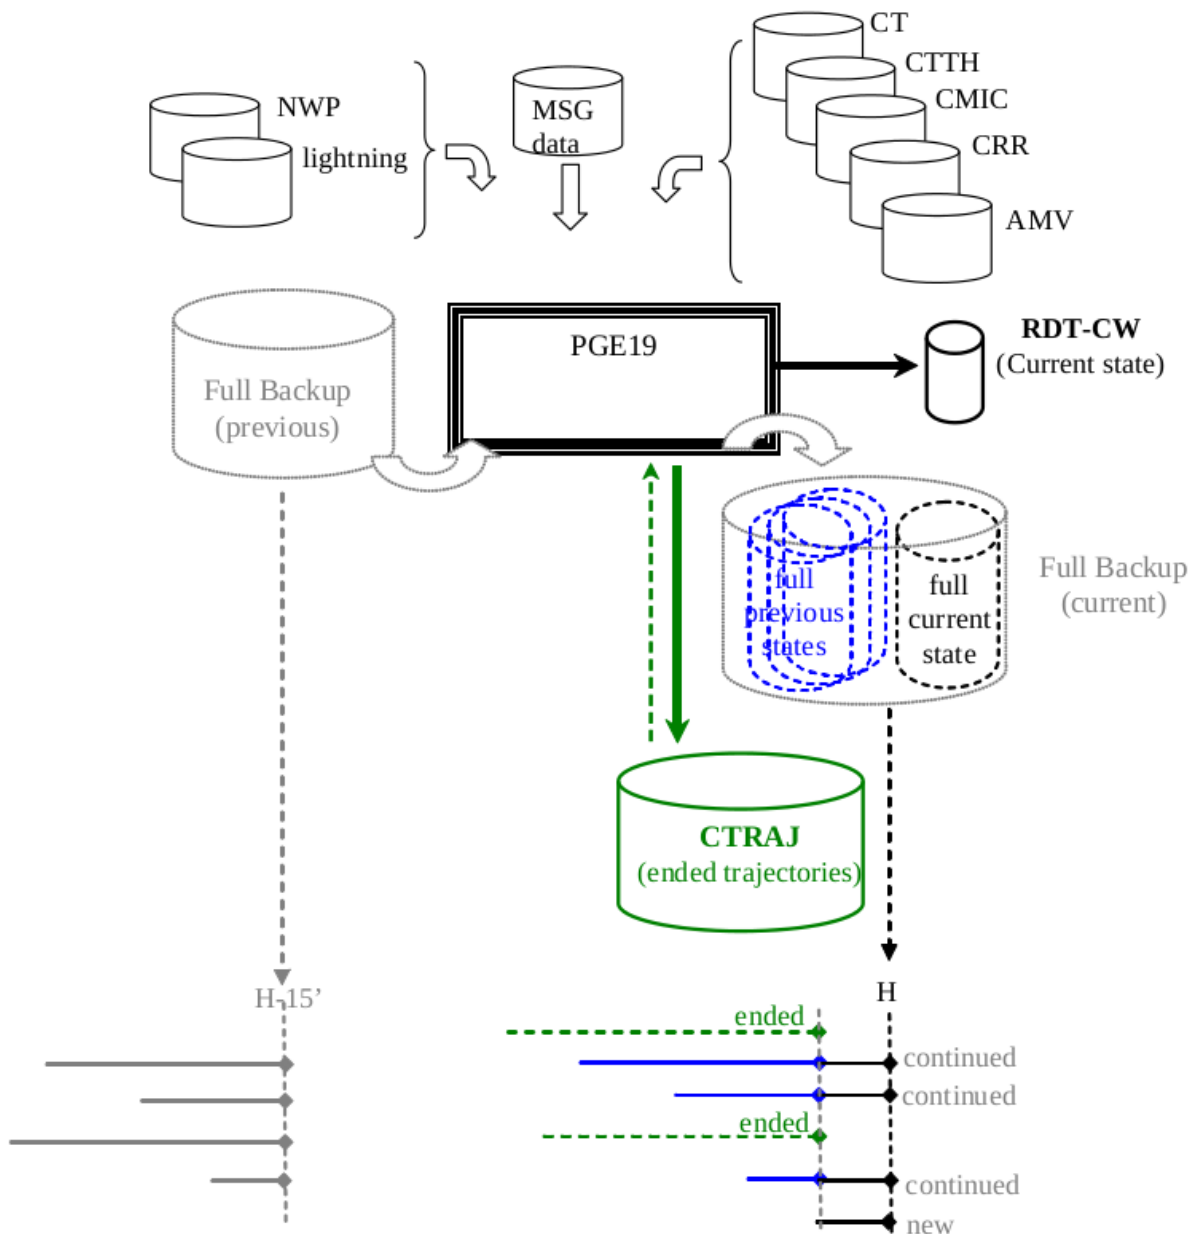 CT
CTTH
CMIC
CRR
AMV
NWP
lightning
MSG
data
PGE19
RDT-CW
(Current state)
Full Backup
(previous)
full
previous
states
full
current
state
Full Backup
(current)
CTRAJ
(ended trajectories)
H-15’
H
ended
continued
continued
ended
continued
new